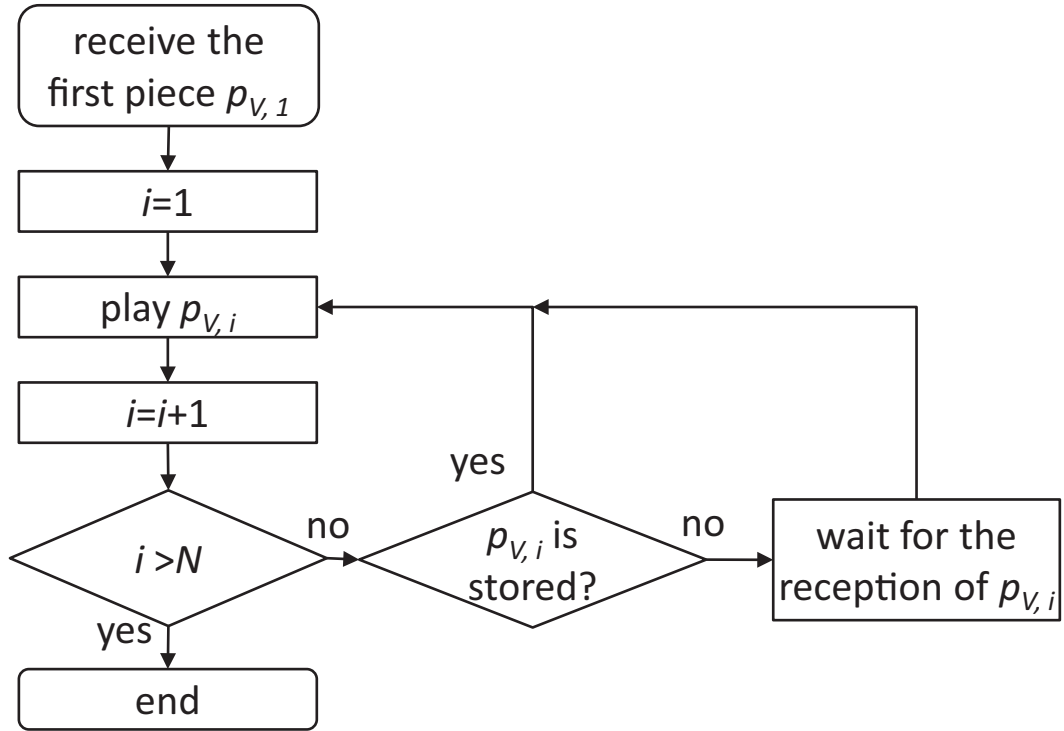 receive the
first piece p_{V, 1}
i=1
play p_{V, i}
i=i+1
i >N
no
yes
end
yes
p_{V, i} is
stored?
no
wait for the
reception of p_{V, i}